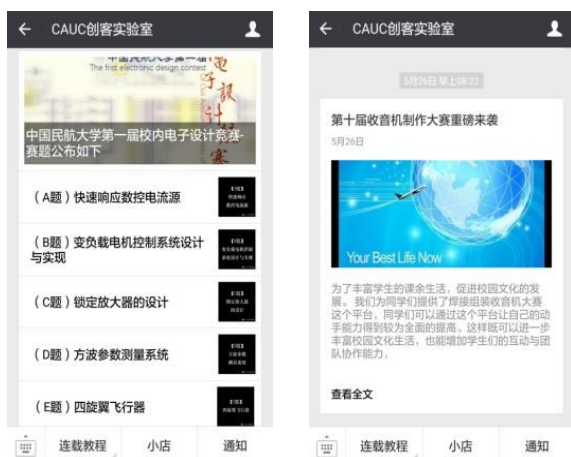 CAUC创客实验室
The first electronic design contest
中国民航大学第一届校内电子设计竞赛-
赛题公布如下
(A题)快速响应数控电流源
(B题)变负载电机控制系统设计
与实现
(C题)锁定放大器的设计
(D题)方波参数测量系统
(E题)四旋翼飞行器
连载教程
小店
通知
CAUC创客实验室
5月26日 早上08:22
第十届收音机制作大赛重磅来袭
5月26日
Your Best Life Now
为了丰富学生的课余生活,促进校园文化的发
展。我们为同学们提供了焊接组装收音机大赛
这个平台,同学们可以通过这个平台让自己的动
手能力得到较为全面的提高。这样既可以进一步
丰富校园文化生活,也能增加学生们的互动与团
队协作能力,
查看全文
连载教程
小店
通知